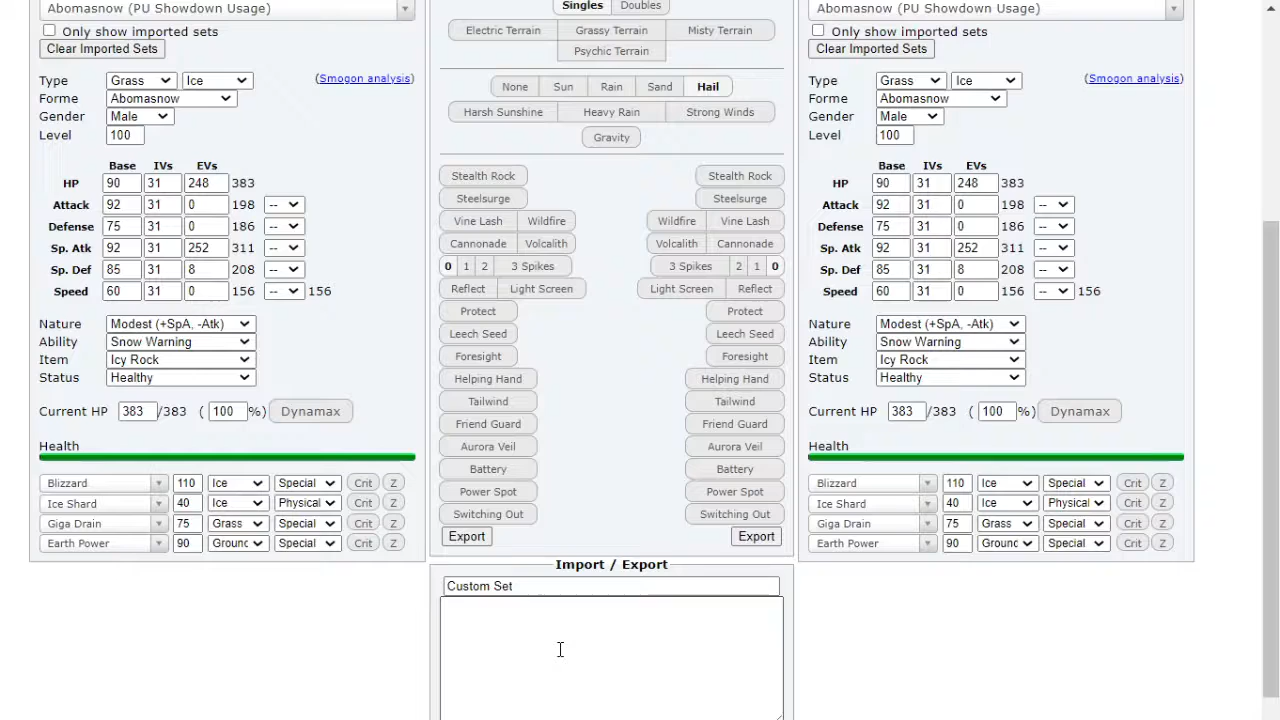 Abomasnow (PU Showdown Usage)
Only show imported sets
Clear Imported Sets
Type Grass Ice (Smogon analysis)
Forme Abomasnow
Gender Male
Level 100
Base IVs EVs
HP 90 31 248 383
Attack 92 31 0 198 --
Defense 75 31 0 186 --
Sp. Atk 92 31 252 311 --
Sp. Def 85 31 8 208 --
Speed 60 31 0 156 -- 156
Nature Modest (+SpA, -Atk)
Ability Snow Warning
Item Icy Rock
Status Healthy
Current HP 383 /383 ( 100 %) Dynamax
Health
Blizzard 110 Ice Special Crit Z
Ice Shard 40 Ice Physical Crit Z
Giga Drain 75 Grass Special Crit Z
Earth Power 90 Grounc Special Crit Z
Singles Doubles
Electric Terrain Grassy Terrain Misty Terrain
Psychic Terrain
None Sun Rain Sand Hail
Harsh Sunshine Heavy Rain Strong Winds
Gravity
Stealth Rock Stealth Rock
Steelsurge Steelsurge
Vine Lash Wildfire Wildfire Vine Lash
Cannonade Volcalith Volcalith Cannonade
0 1 2 3 Spikes 3 Spikes 2 1 0
Reflect Light Screen Light Screen Reflect
Protect Protect
Leech Seed Leech Seed
Foresight Foresight
Helping Hand Helping Hand
Tailwind Tailwind
Friend Guard Friend Guard
Aurora Veil Aurora Veil
Battery Battery
Power Spot Power Spot
Switching Out Switching Out
Export Export
Import / Export
Custom Set
Abomasnow (PU Showdown Usage)
Only show imported sets
Clear Imported Sets
Type Grass Ice (Smogon analysis)
Forme Abomasnow
Gender Male
Level 100
Base IVs EVs
HP 90 31 248 383
Attack 92 31 0 198 --
Defense 75 31 0 186 --
Sp. Atk 92 31 252 311 --
Sp. Def 85 31 8 208 --
Speed 60 31 0 156 -- 156
Nature Modest (+SpA, -Atk)
Ability Snow Warning
Item Icy Rock
Status Healthy
Current HP 383 /383 ( 100 %) Dynamax
Health
Blizzard 110 Ice Special Crit Z
Ice Shard 40 Ice Physical Crit Z
Giga Drain 75 Grass Special Crit Z
Earth Power 90 Grounc Special Crit Z